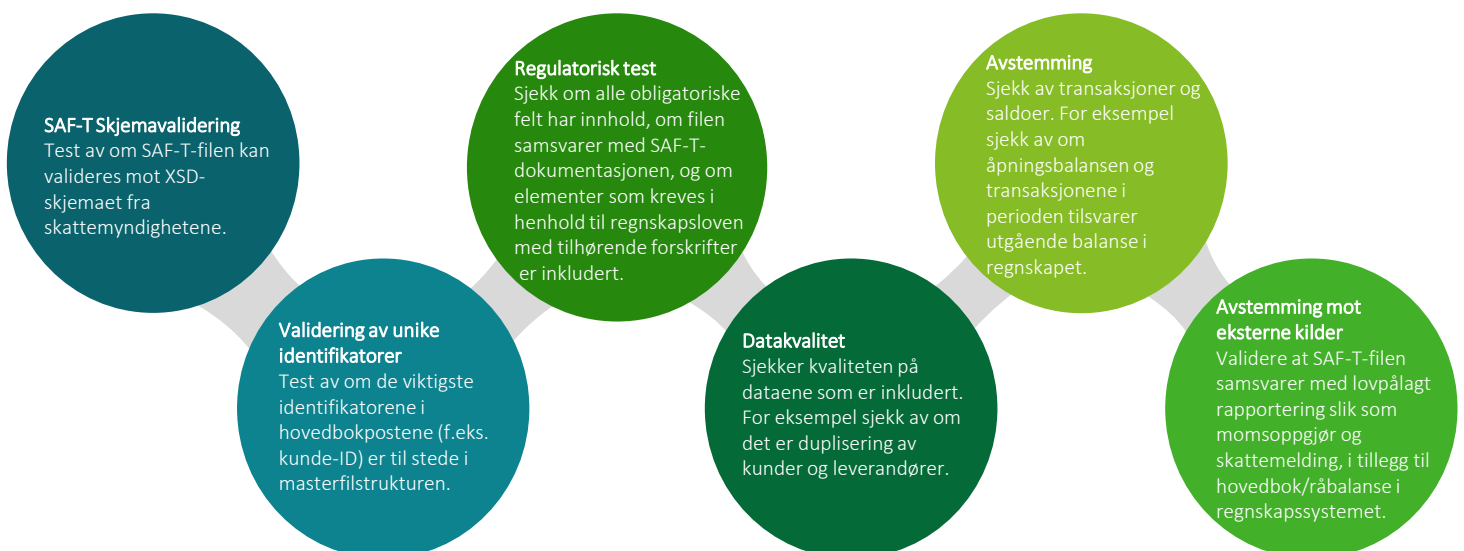 SAF-T Skjemavalidering
Test av om SAF-T-filen kan
valideres mot XSD-
skjemaet fra
skattemyndighetene.
Validering av unike
identifikatorer
Test av om de viktigste
identifikatorene i
hovedbokpostene (f.eks.
kunde-ID) er til stede i
masterfilstrukturen.
Regulatorisk test
Sjekk om alle obligatoriske
felt har innhold, om filen
samsvarer med SAF-T-
dokumentasjonen, og om
elementer som kreves i
henhold til regnskapsloven
med tilhørende forskrifter
er inkludert.
Datakvalitet
Sjekker kvaliteten på
dataene som er inkludert.
For eksempel sjekk av om
det er duplisering av
kunder og leverandører.
Avstemming
Sjekk av transaksjoner og
saldoer. For eksempel
sjekk av om
åpningsbalansen og
transaksjonene i
perioden tilsvarer
utgående balanse i
regnskapet.
Avstemming mot
eksterne kilder
Validere at SAF-T-filen
samsvarer med lovpålagt
rapportering slik som
momsoppgjør og
skattemelding, i tillegg til
hovedbok/råbalanse i
regnskapssystemet.